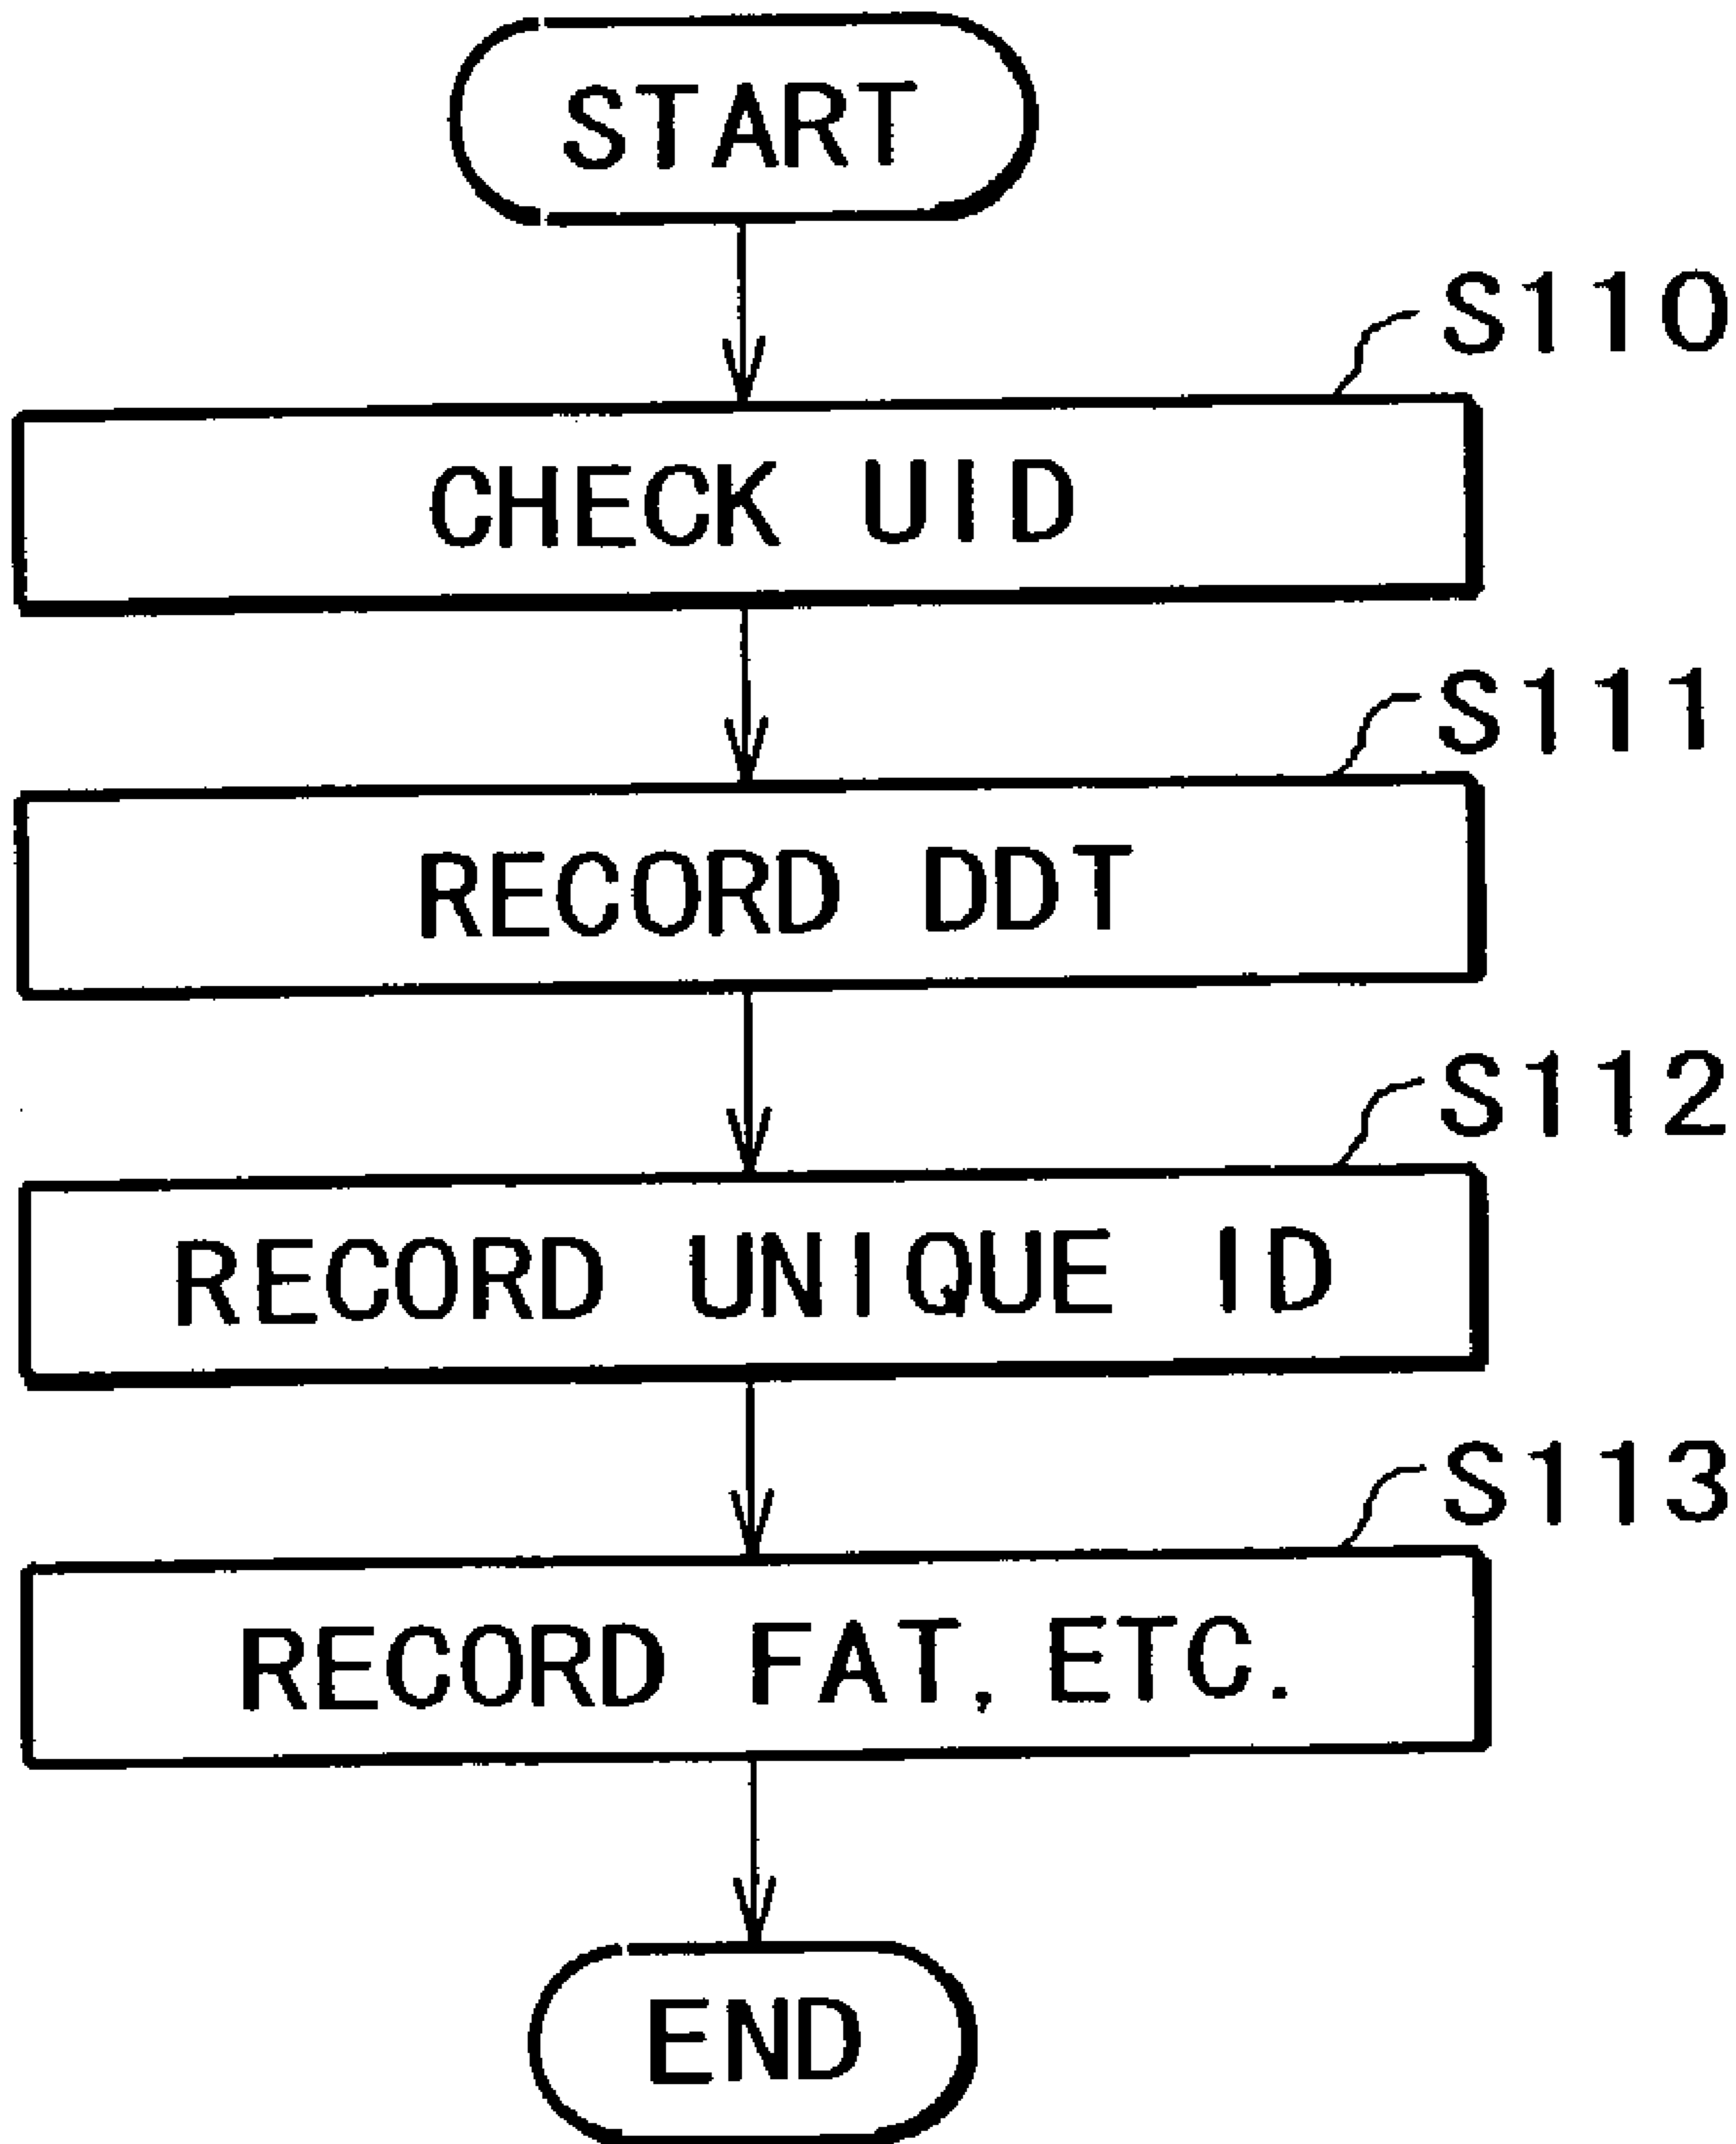 START
S110
CHECK UID
S111
RECORD DDT
S112
RECORD UNIQUE ID
S113
RECORD FAT, ETC.
END